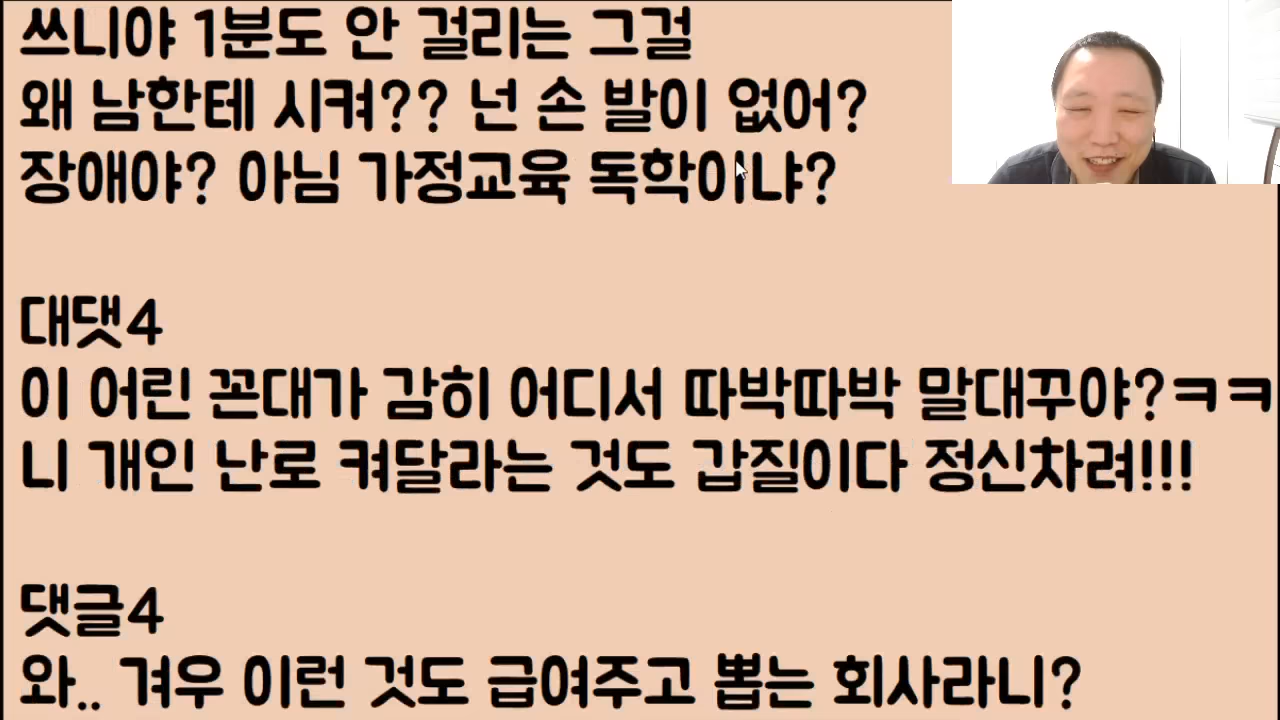 쓰니야 1분도 안 걸리는 그걸
왜 남한테 시켜?? 넌 손 발이 없어?
장애야? 아님 가정교육 독학이냐?
대댓4
이 어린 꼰대가 감히 어디서 따박따박 말대꾸야?ㅋㅋ
니 개인 난로 켜달라는 것도 갑질이다 정신차려!!!
댓글4
와.. 겨우 이런 것도 급여주고 뽑는 회사라니?